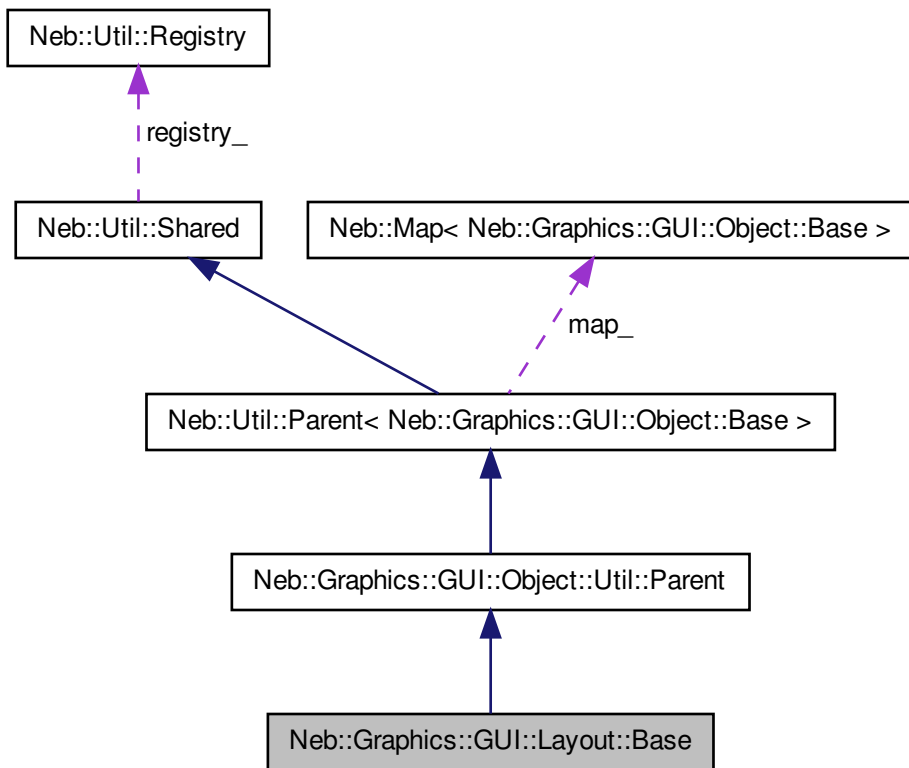 Neb::Util::Registry
registry_
Neb::Util::Shared
Neb::Map< Neb::Graphics::GUI::Object::Base >
map_
Neb::Util::Parent< Neb::Graphics::GUI::Object::Base >
Neb::Graphics::GUI::Object::Util::Parent
Neb::Graphics::GUI::Layout::Base